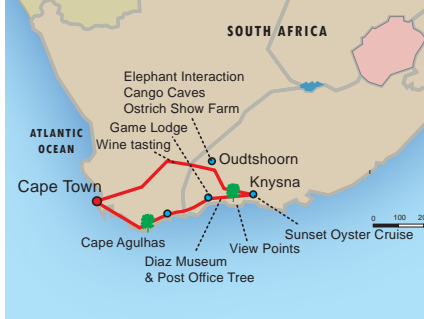 SOUTH AFRICA
Elephant Interaction
Cango Caves
Ostrich Show Farm
ATLANTIC
OCEAN
Game Lodge
Wine tasting
Oudtshoorn
Cape Town
Knysna
Cape Agulhas
Sunset Oyster Cruise
View Points
Diaz Museum
& Post Office Tree
0 100 200